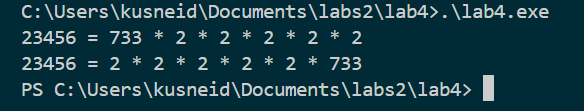 C:\Users\kusneid\Documents\labs2\lab4>.\lab4.exe
23456 = 733 * 2 * 2 * 2 * 2 * 2
23456 = 2 * 2 * 2 * 2 * 2 * 733
PS C:\Users\kusneid\Documents\labs2\lab4>